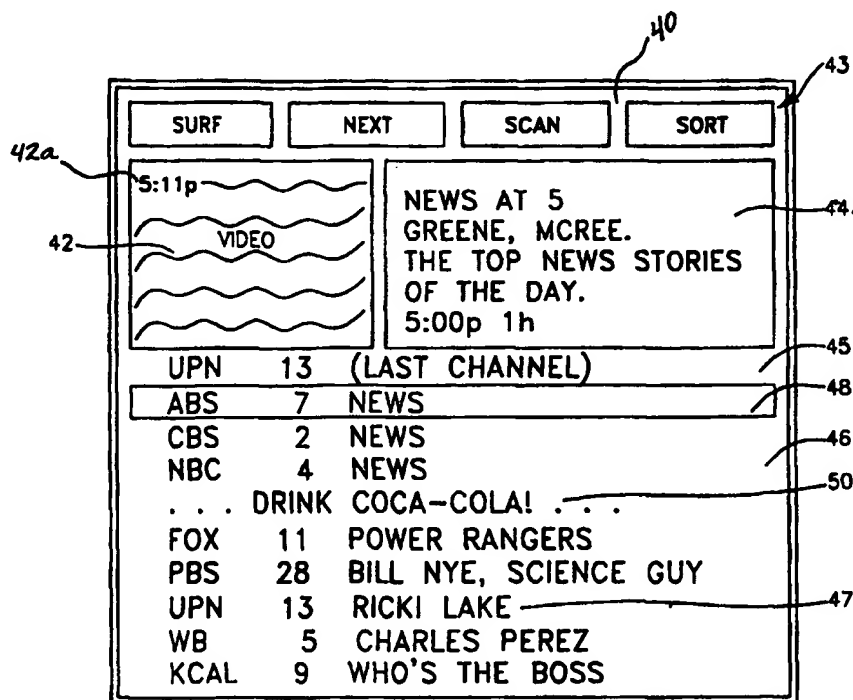 40
43
SURF NEXT SCAN SORT
42a
5:11p
42
VIDEO
NEWS AT 5
GREENE, MCREE.
THE TOP NEWS STORIES
OF THE DAY.
5:00p 1h
44
UPN 13 (LAST CHANNEL) 45
ABS 7 NEWS 48
CBS 2 NEWS
46
NBC 4 NEWS
. . . DRINK COCA-COLA! . . . 50
FOX 11 POWER RANGERS
PBS 28 BILL NYE, SCIENCE GUY
UPN 13 RICKI LAKE 47
WB 5 CHARLES PEREZ
KCAL 9 WHO'S THE BOSS